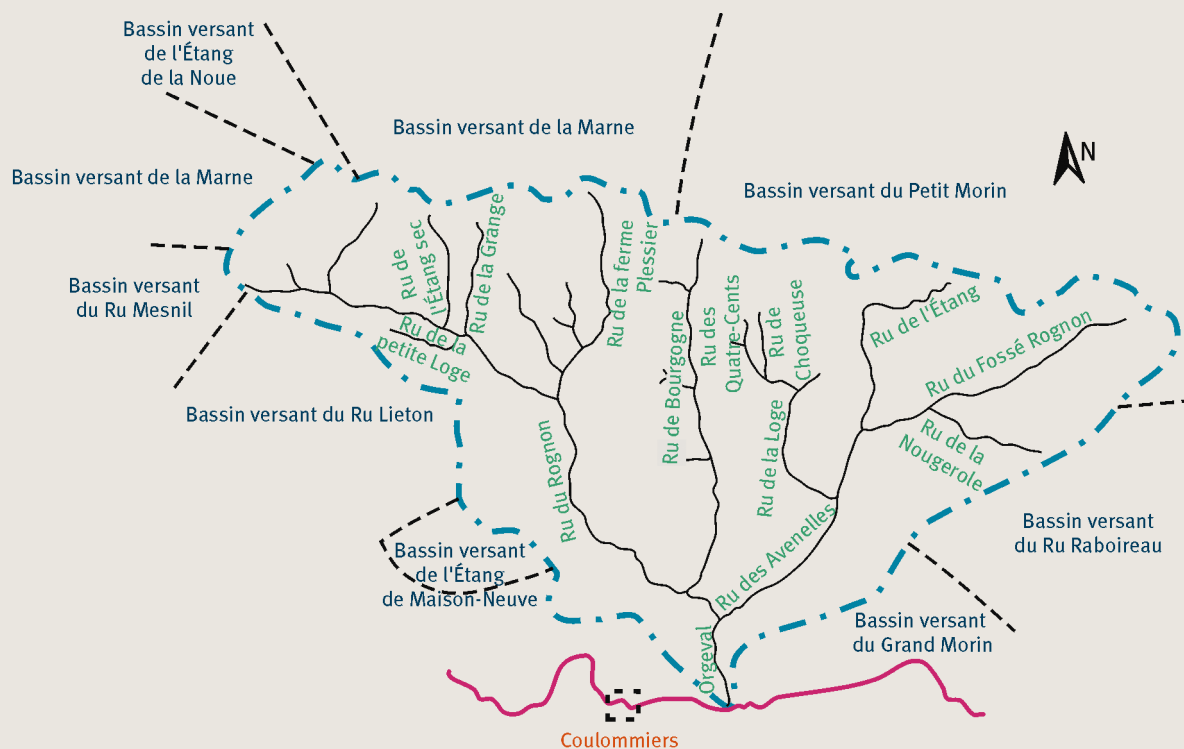 Bassin versant
de l'Étang
de la Noue
Bassin versant de la Marne
Bassin versant de la Marne
N
Bassin versant du Petit Morin
Bassin versant
du Ru Mesnil
Ru de
l'Étang sec
Ru de la Grange
Ru de la ferme
Plessier
Ru de la
petite Loge
Ru de Bourgogne
Ru des
Quatre-Cents
Ru de
Choqueuse
Ru de l'Étang
Ru du Fossé Rognon
Bassin versant du Ru Lieton
Ru du Rognon
Ru de la Loge
Ru de la
Nougerole
Bassin versant
du Ru Raboireau
Bassin versant
de l'Étang
de Maison-Neuve
Ru des Avenelles
Bassin versant
du Grand Morin
Orgeval
Coulommiers